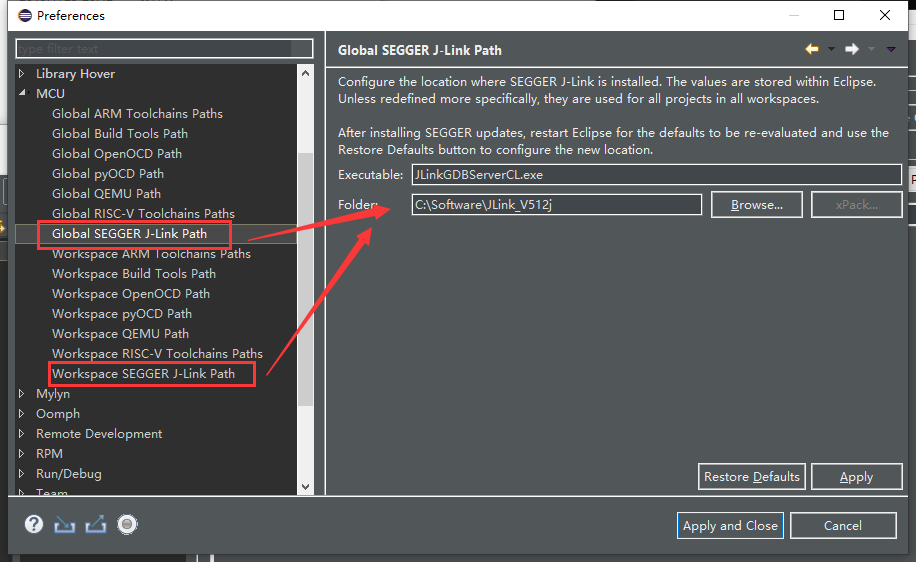 Preferences
type filter text
Library Hover
MCU
Global ARM Toolchains Paths
Global Build Tools Path
Global OpenOCD Path
Global pyOCD Path
Global QEMU Path
Global RISC-V Toolchains Paths
Global SEGGER J-Link Path
Workspace ARM Toolchains Paths
Workspace Build Tools Path
Workspace OpenOCD Path
Workspace pyOCD Path
Workspace QEMU Path
Workspace RISC-V Toolchains Paths
Workspace SEGGER J-Link Path
Mylyn
Oomph
Remote Development
RPM
Run/Debug
Team
Global SEGGER J-Link Path
Configure the location where SEGGER J-Link is installed. The values are stored within Eclipse.
Unless redefined more specifically, they are used for all projects in all workspaces.
After installing SEGGER updates, restart Eclipse for the defaults to be re-evaluated and use the
Restore Defaults button to configure the new location.
Executable: JLinkGDBServerCL.exe
Folder: C:\Software\JLink_V512j Browse... xPack...
Restore Defaults Apply
Apply and Close Cancel